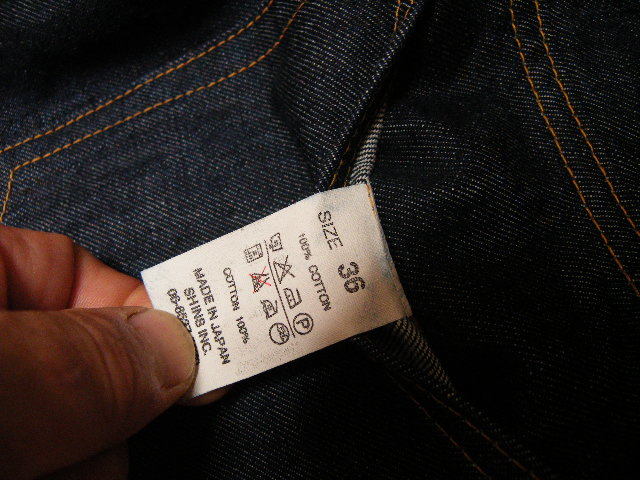 SIZE 36
100% COTTON
COTTON 100%
MADE IN JAPAN
SHINS INC.